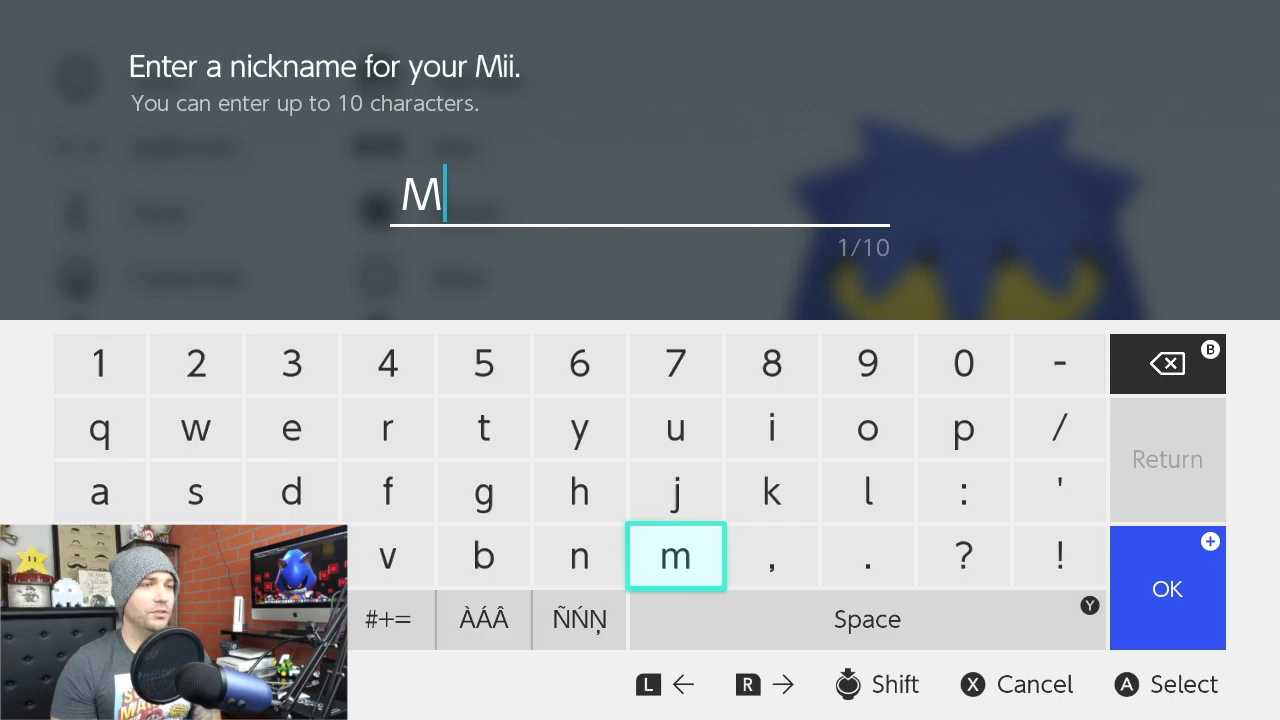 Enter a nickname for your Mii.
You can enter up to 10 characters.
M
1/10
1 2 3 4 5 6 7 8 9 0 - B
q w e r t y u i o p / Return
a s d f g h j k l : '
v b n m , . ? ! + OK
#+= ÀÁÂ ÑŃŅ Space Y
L ← R → Shift X Cancel A Select
SUPER